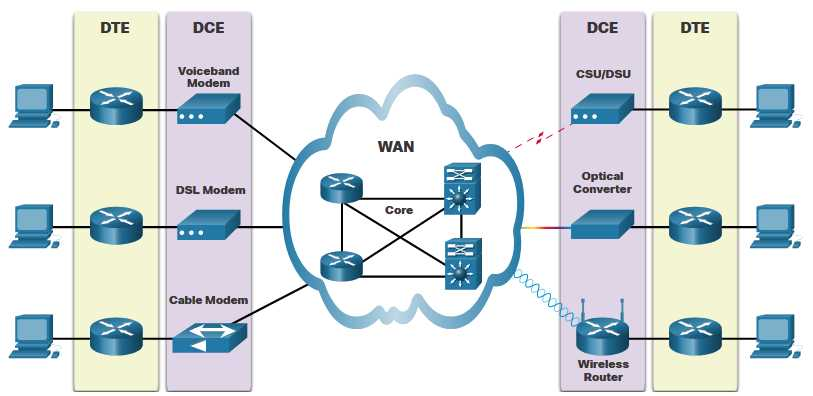 DTE
DCE
DCE
DTE
Voiceband
Modem
CSU/DSU
WAN
DSL Modem
Optical
Converter
Core
Cable Modem
Wireless
Router